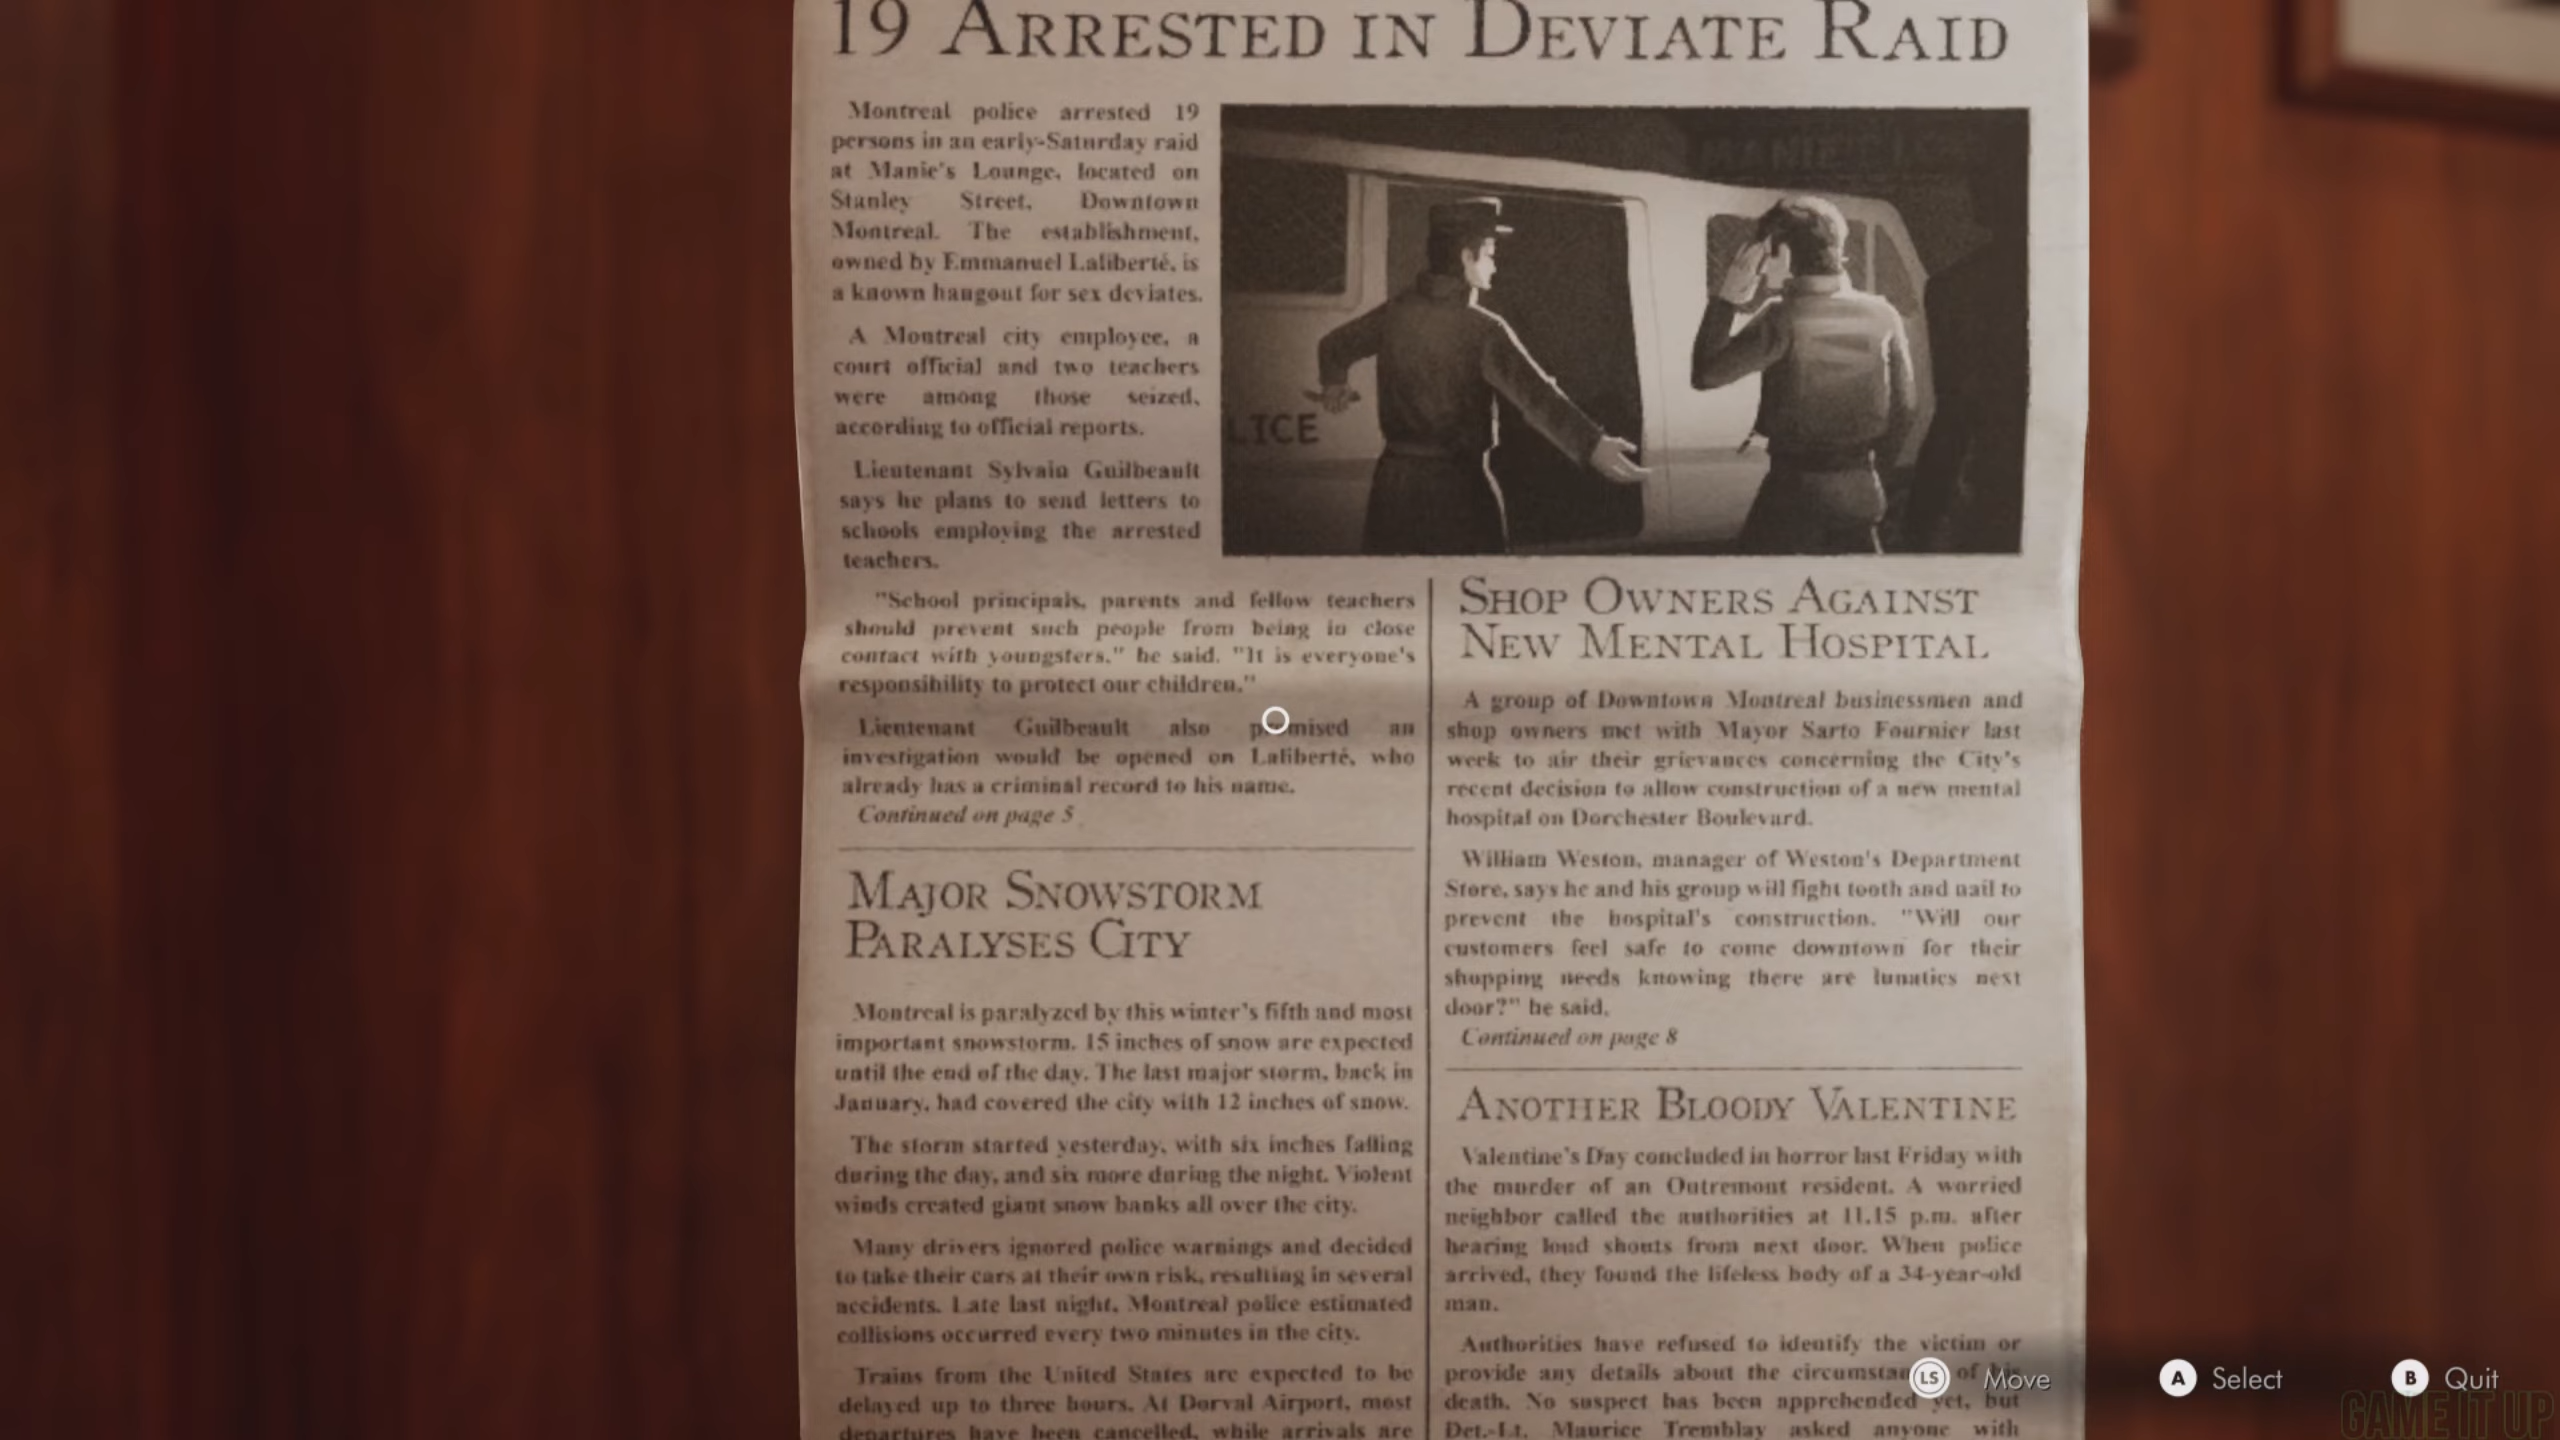 19 ARRESTED IN DEVIATE RAID
Montreal police arrested 19
persons in an early-Saturday raid
at Manie's Lounge, located on
Stanley Street, Downtown
Montreal. The establishment,
owned by Emmanuel Laliberté, is
a known hangout for sex deviates.
A Montreal city employee, a
court official and two teachers
were among those seized,
according to official reports.
Lieutenant Sylvain Guilbeault
says he plans to send letters to
schools employing the arrested
teachers.
"School principals, parents and fellow teachers
should prevent such people from being in close
contact with youngsters," he said. "It is everyone's
responsibility to protect our children."
Lieutenant Guilbeault also promised an
investigation would be opened on Laliberté, who
already has a criminal record to his name.
Continued on page 5
LICE
MAJOR SNOWSTORM
PARALYSES CITY
Montreal is paralyzed by this winter's fifth and most
important snowstorm. 15 inches of snow are expected
until the end of the day. The last major storm, back in
January, had covered the city with 12 inches of snow.
The storm started yesterday, with six inches falling
during the day, and six more during the night. Violent
winds created giant snow banks all over the city.
Many drivers ignored police warnings and decided
to take their cars at their own risk, resulting in several
accidents. Late last night, Montreal police estimated
collisions occurred every two minutes in the city.
Trains from the United States are expected to be
delayed up to three hours. At Dorval Airport, most
departures have been cancelled, while arrivals are
SHOP OWNERS AGAINST
NEW MENTAL HOSPITAL
A group of Downtown Montreal businessmen and
shop owners met with Mayor Sarto Fournier last
week to air their grievances concerning the City's
recent decision to allow construction of a new mental
hospital on Dorchester Boulevard.
William Weston, manager of Weston's Department
Store, says he and his group will fight tooth and nail to
prevent the hospital's construction. "Will our
customers feel safe to come downtown for their
shopping needs knowing there are lunatics next
door?" he said.
Continued on page 8
ANOTHER BLOODY VALENTINE
Valentine's Day concluded in horror last Friday with
the murder of an Outremont resident. A worried
neighbor called the authorities at 11.15 p.m. after
hearing loud shouts from next door. When police
arrived, they found the lifeless body of a 34-year-old
man.
Authorities have refused to identify the victim or
provide any details about the circumstan of his
death. No suspect has been apprehended yet, but
Det.-Lt. Maurice Tremblay asked anyone with
LS Move A Select B Quit
GAME IT UP